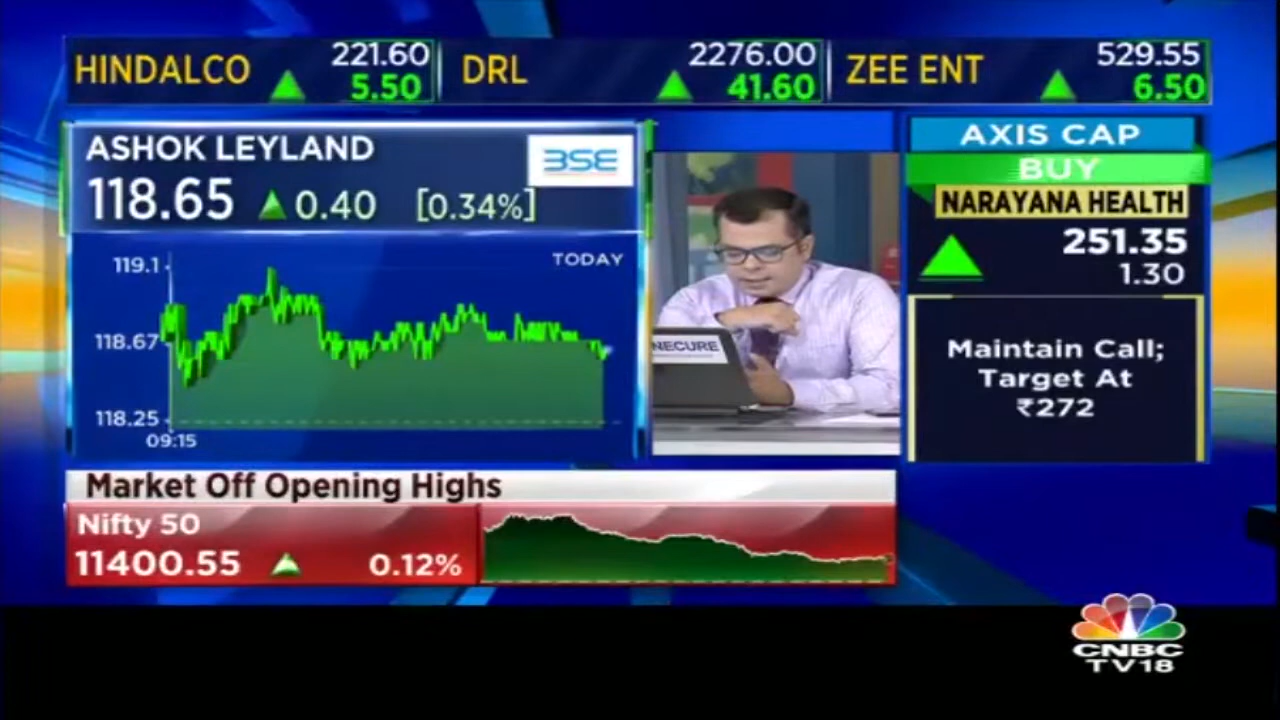 HINDALCO 221.60 5.50
DRL 2276.00 41.60
ZEE ENT 529.55 6.50
ASHOK LEYLAND
118.65 0.40 [0.34%]
BSE
TODAY
119.1
118.67
118.25
09:15
NECURE
AXIS CAP
BUY
NARAYANA HEALTH
251.35
1.30
Maintain Call;
Target At
₹272
Market Off Opening Highs
Nifty 50
11400.55 0.12%
CNBC
TV18